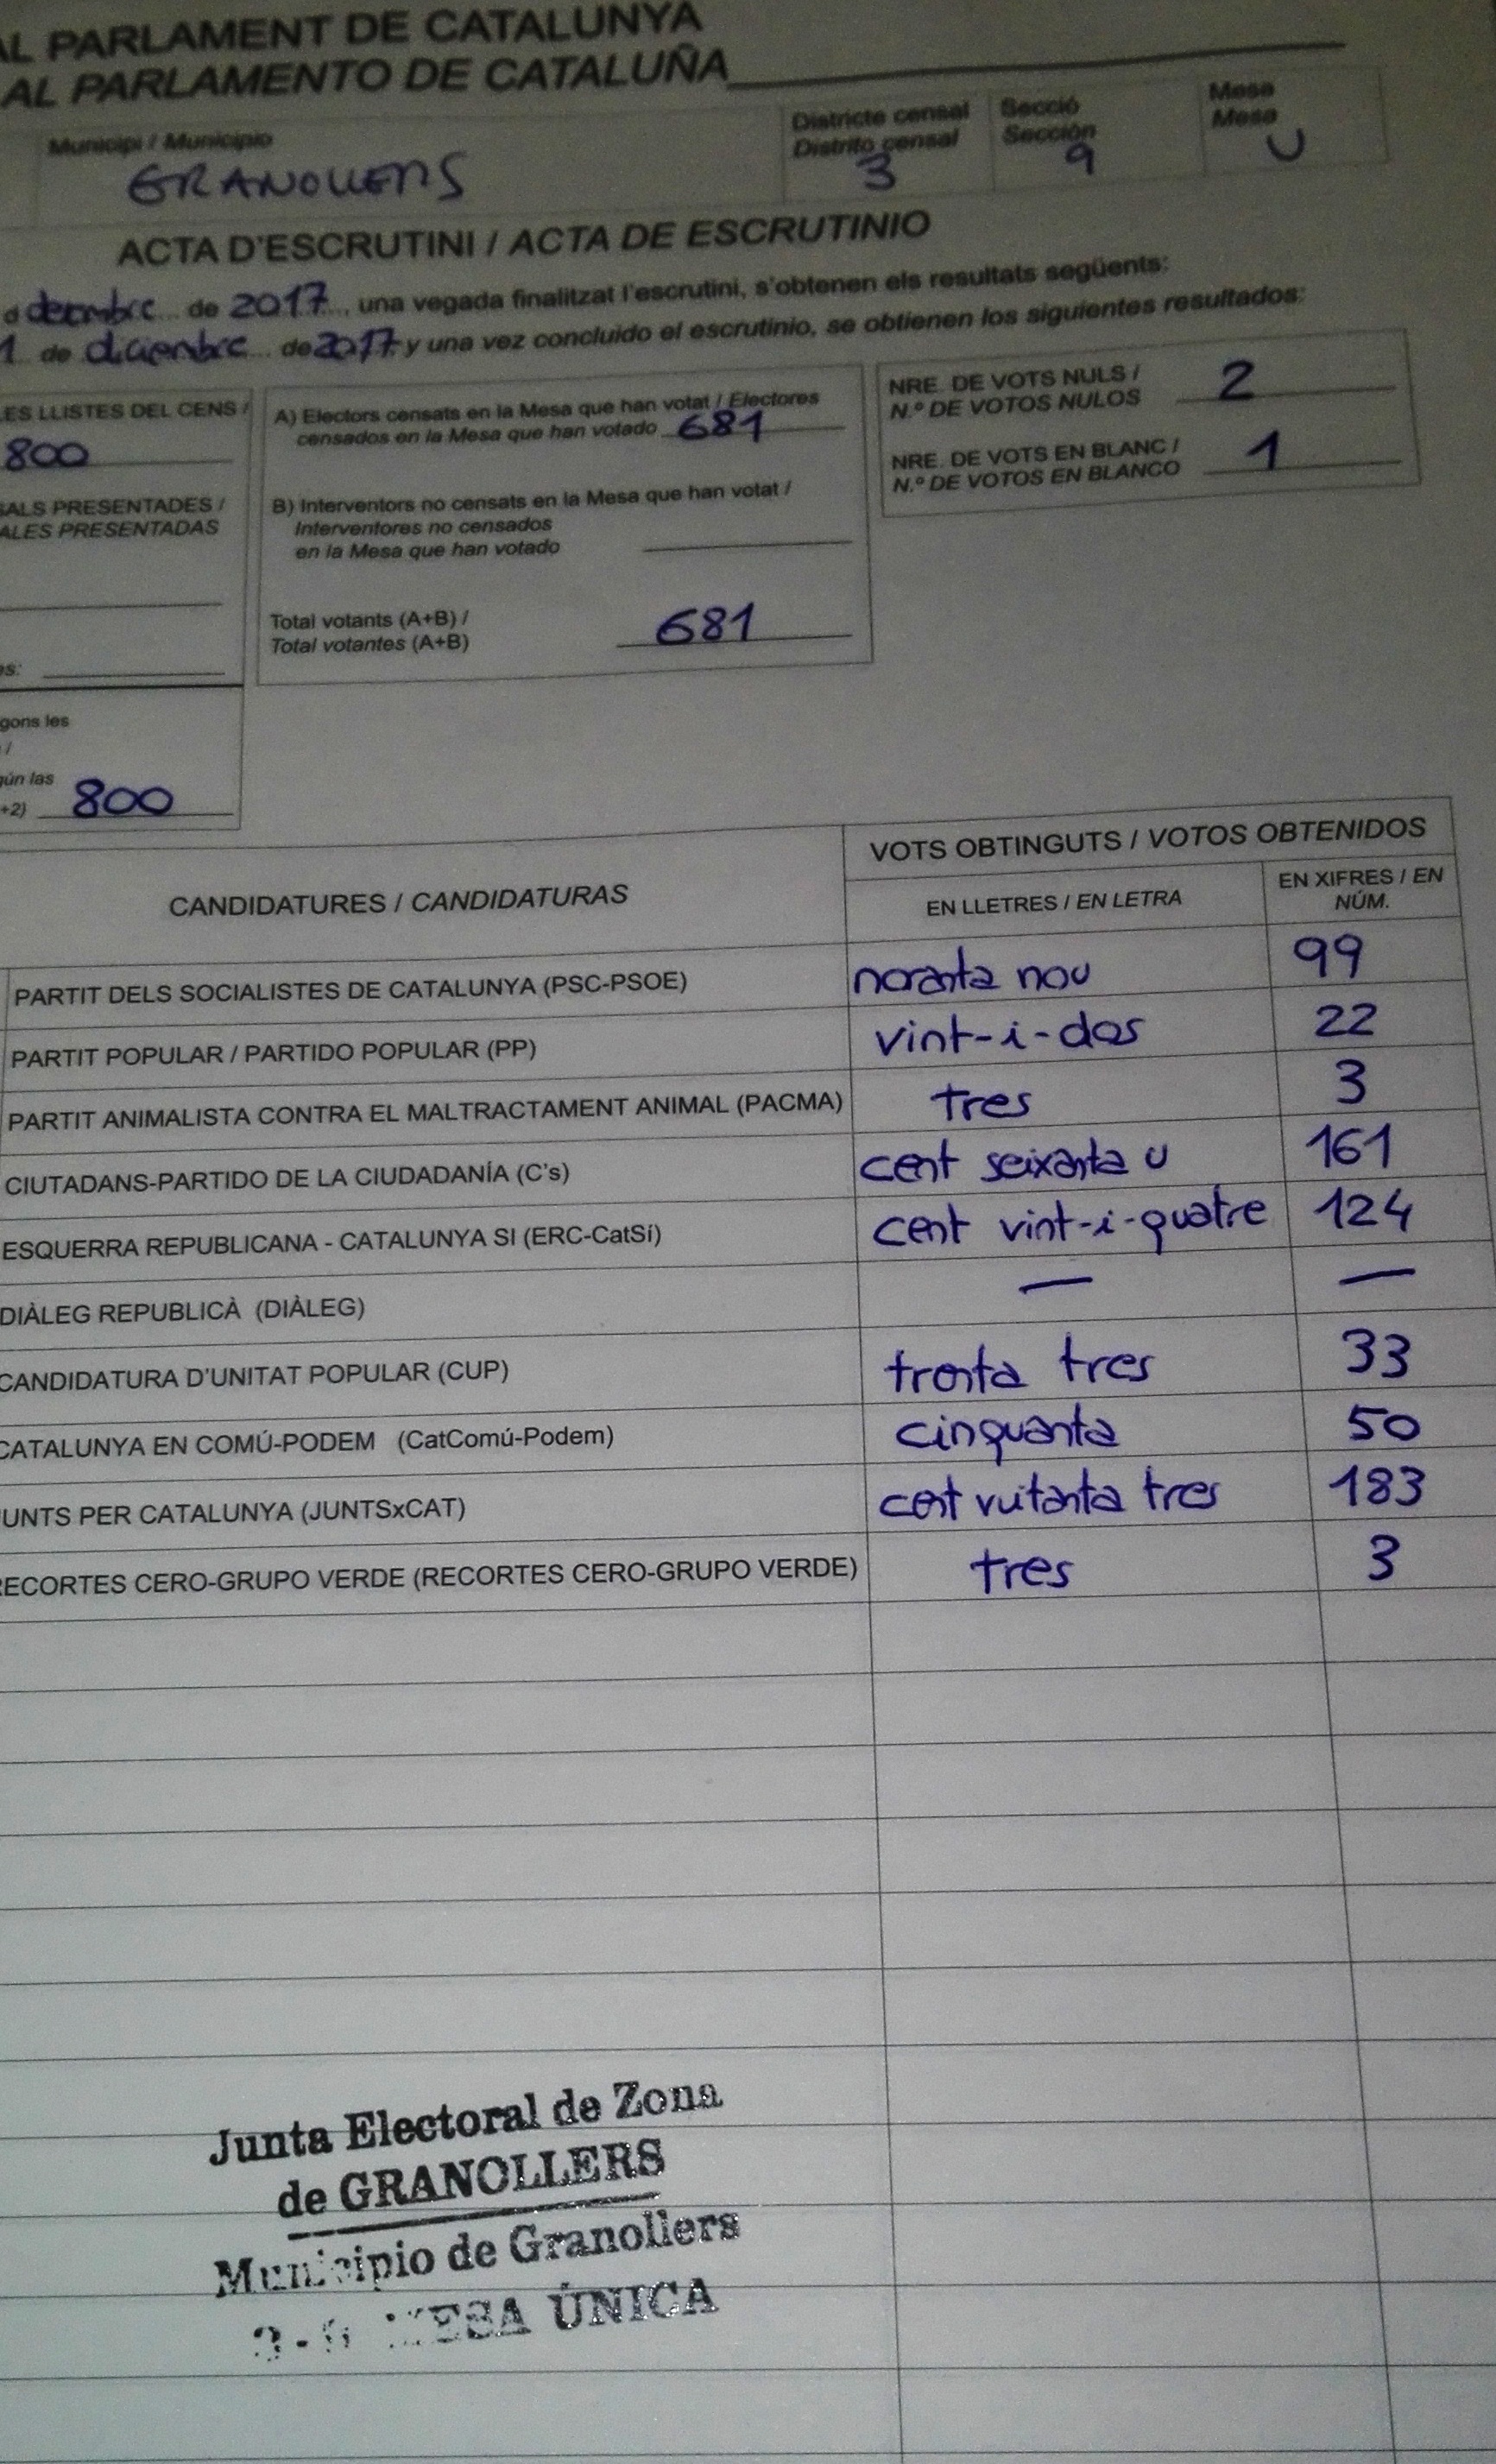 AL PARLAMENT DE CATALUNYA
AL PARLAMENTO DE CATALUÑA
Municipi / Municipio
GRANOLLERS
Districte censal
Distrito censal
3
Secció
Sección
9
Mesa
Mesa
U
ACTA D'ESCRUTINI / ACTA DE ESCRUTINIO
de 2017, una vegada finalitzat l'escrutini, s'obtenen els resultats següents:
1 de diciembre de 2017 y una vez concluido el escrutinio, se obtienen los siguientes resultados:
LES LLISTES DEL CENS /
800
PRESENTADES /
PRESENTADAS
A) Electors censats en la Mesa que han votat / Electores
censados en la Mesa que han votado 681
B) Interventors no censats en la Mesa que han votat /
Interventores no censados
en la Mesa que han votado
Total votants (A+B) /
Total votantes (A+B)
681
NRE. DE VOTS NULS /
N.º DE VOTOS NULOS
2
NRE. DE VOTS EN BLANC /
N.º DE VOTOS EN BLANCO
1
gons les
/
gún las
+2) 800
CANDIDATURES / CANDIDATURAS
VOTS OBTINGUTS / VOTOS OBTENIDOS
EN LLETRES / EN LETRA
EN XIFRES / EN
NÚM.
PARTIT DELS SOCIALISTES DE CATALUNYA (PSC-PSOE) noranta nou 99
PARTIT POPULAR / PARTIDO POPULAR (PP) vint-i-dos 22
PARTIT ANIMALISTA CONTRA EL MALTRACTAMENT ANIMAL (PACMA) tres 3
CIUTADANS-PARTIDO DE LA CIUDADANÍA (C's) cent seixanta u 161
ESQUERRA REPUBLICANA - CATALUNYA SI (ERC-CatSí) cent vint-i-quatre 124
DIÀLEG REPUBLICÀ (DIÀLEG) — —
CANDIDATURA D'UNITAT POPULAR (CUP) trenta tres 33
CATALUNYA EN COMÚ-PODEM (CatComú-Podem) cinquanta 50
UNTS PER CATALUNYA (JUNTSxCAT) cent vuitanta tres 183
RECORTES CERO-GRUPO VERDE (RECORTES CERO-GRUPO VERDE) tres 3
Junta Electoral de Zona
de GRANOLLERS
Municipio de Granollers
MESA ÚNICA